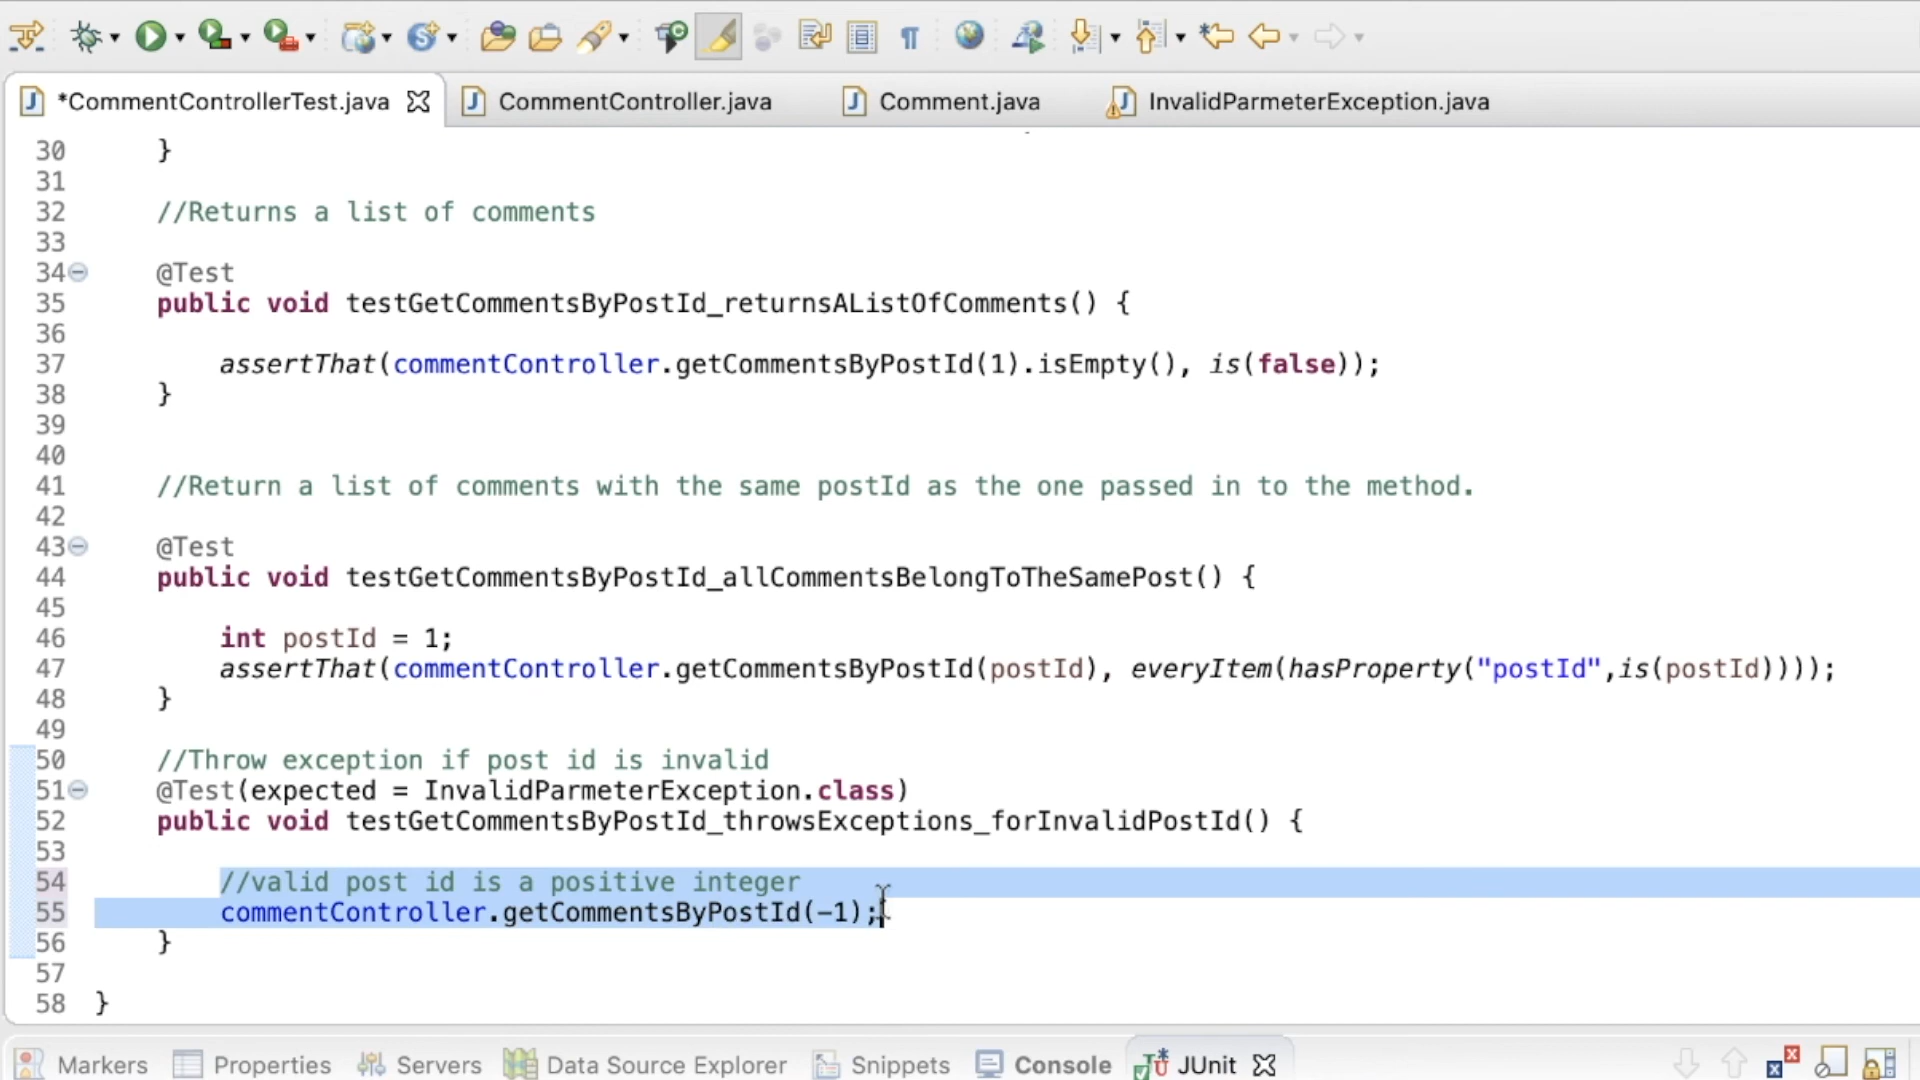 *CommentControllerTest.java
CommentController.java
Comment.java
InvalidParmeterException.java
30 }
31
32 //Returns a list of comments
33
34 @Test
35 public void testGetCommentsByPostId_returnsAListOfComments() {
36
37 assertThat(commentController.getCommentsByPostId(1).isEmpty(), is(false));
38 }
39
40
41 //Return a list of comments with the same postId as the one passed in to the method.
42
43 @Test
44 public void testGetCommentsByPostId_allCommentsBelongToTheSamePost() {
45
46 int postId = 1;
47 assertThat(commentController.getCommentsByPostId(postId), everyItem(hasProperty("postId",is(postId))));
48 }
49
50 //Throw exception if post id is invalid
51 @Test(expected = InvalidParmeterException.class)
52 public void testGetCommentsByPostId_throwsExceptions_forInvalidPostId() {
53
54 //valid post id is a positive integer
55 commentController.getCommentsByPostId(-1);
56 }
57
58 }
Markers Properties Servers Data Source Explorer Snippets Console JUnit